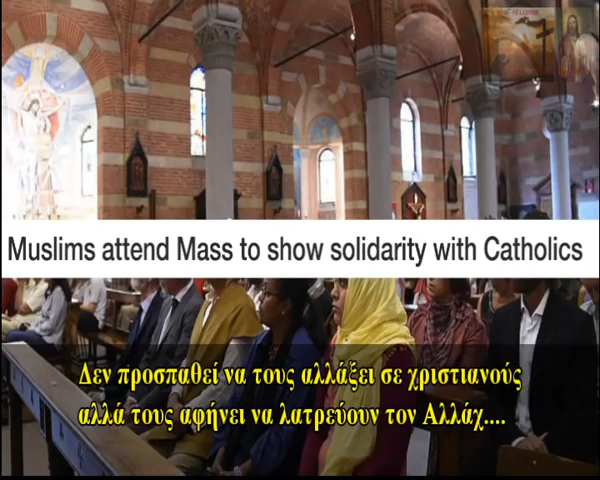 Muslims attend Mass to show solidarity with Catholics
Δεν προσπαθεί να τους αλλάξει σε χριστιανούς
αλλά τους αφήνει να λατρεύουν τον Αλλάχ....